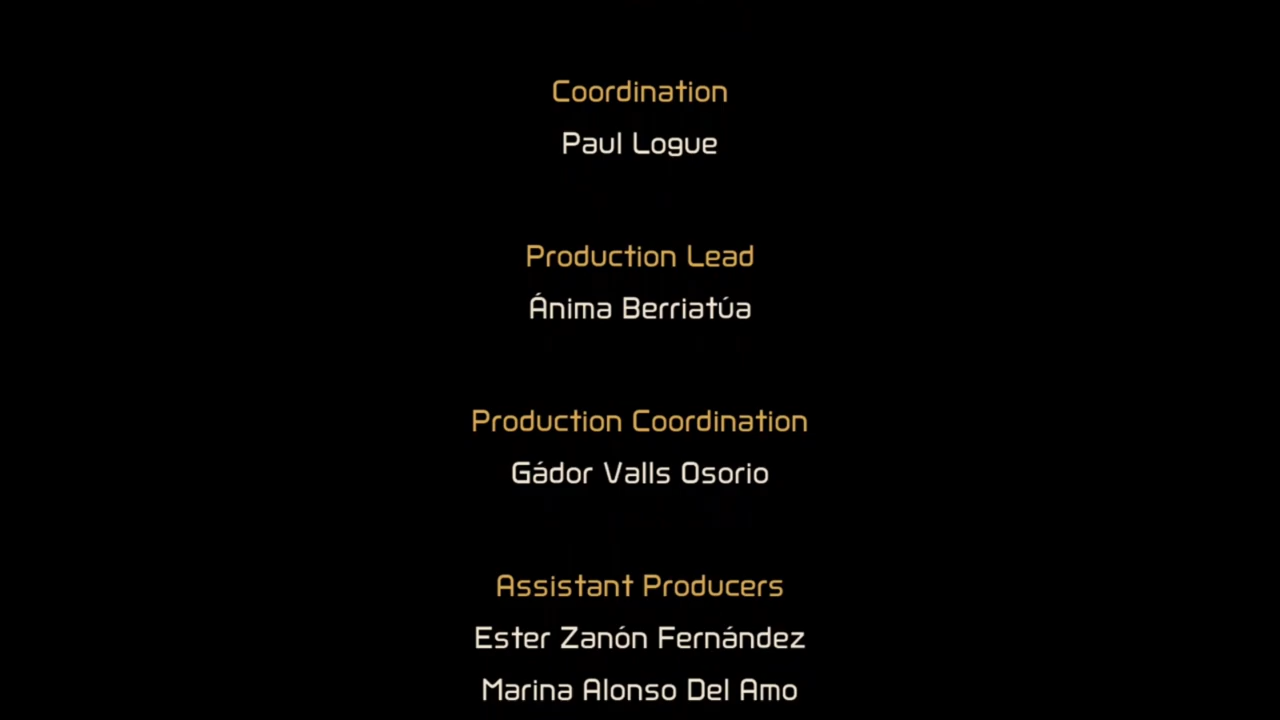 Coordination
Paul Logue
Production Lead
Ánima Berriatúa
Production Coordination
Gádor Valls Osorio
Assistant Producers
Ester Zanón Fernández
Marina Alonso Del Amo